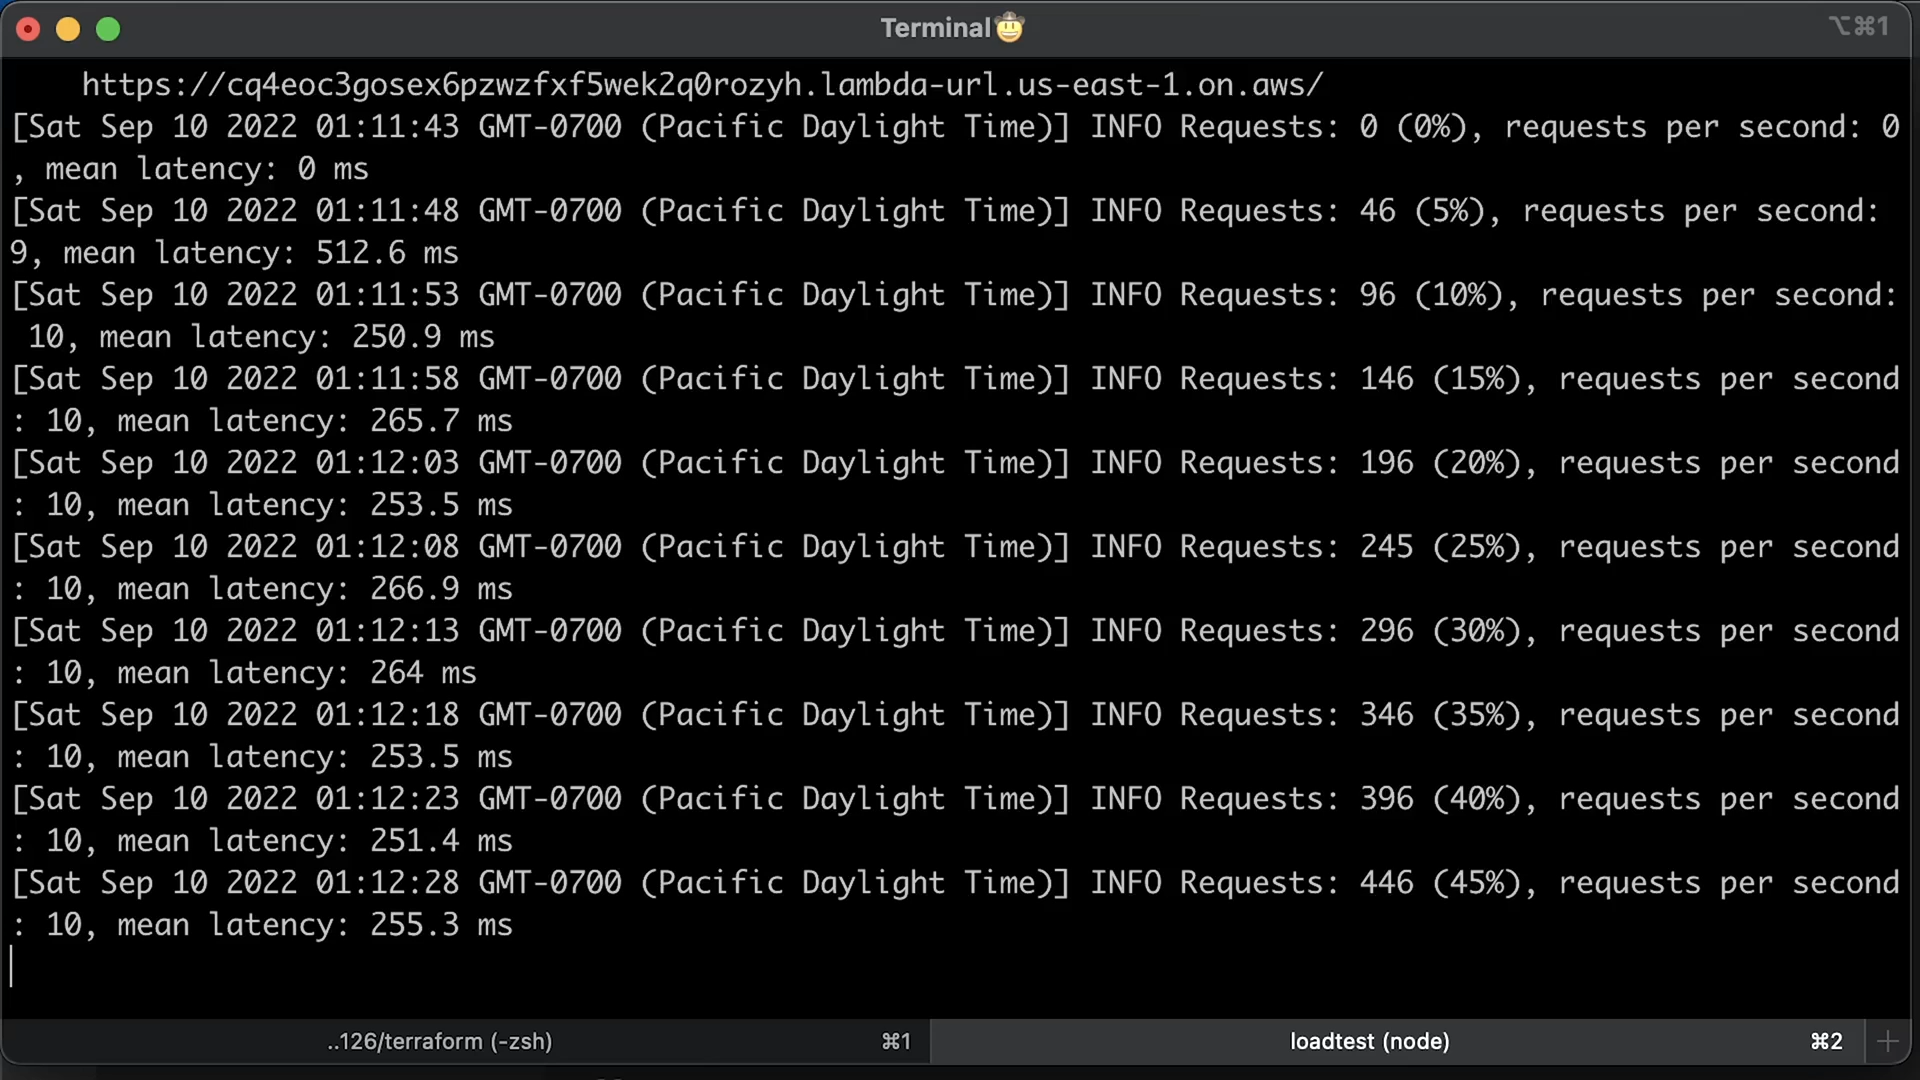 Terminal🤠
⌥⌘1
https://cq4eoc3gosex6pzwzfxf5wek2q0rozyh.lambda-url.us-east-1.on.aws/
[Sat Sep 10 2022 01:11:43 GMT-0700 (Pacific Daylight Time)] INFO Requests: 0 (0%), requests per second: 0
, mean latency: 0 ms
[Sat Sep 10 2022 01:11:48 GMT-0700 (Pacific Daylight Time)] INFO Requests: 46 (5%), requests per second:
9, mean latency: 512.6 ms
[Sat Sep 10 2022 01:11:53 GMT-0700 (Pacific Daylight Time)] INFO Requests: 96 (10%), requests per second:
10, mean latency: 250.9 ms
[Sat Sep 10 2022 01:11:58 GMT-0700 (Pacific Daylight Time)] INFO Requests: 146 (15%), requests per second
: 10, mean latency: 265.7 ms
[Sat Sep 10 2022 01:12:03 GMT-0700 (Pacific Daylight Time)] INFO Requests: 196 (20%), requests per second
: 10, mean latency: 253.5 ms
[Sat Sep 10 2022 01:12:08 GMT-0700 (Pacific Daylight Time)] INFO Requests: 245 (25%), requests per second
: 10, mean latency: 266.9 ms
[Sat Sep 10 2022 01:12:13 GMT-0700 (Pacific Daylight Time)] INFO Requests: 296 (30%), requests per second
: 10, mean latency: 264 ms
[Sat Sep 10 2022 01:12:18 GMT-0700 (Pacific Daylight Time)] INFO Requests: 346 (35%), requests per second
: 10, mean latency: 253.5 ms
[Sat Sep 10 2022 01:12:23 GMT-0700 (Pacific Daylight Time)] INFO Requests: 396 (40%), requests per second
: 10, mean latency: 251.4 ms
[Sat Sep 10 2022 01:12:28 GMT-0700 (Pacific Daylight Time)] INFO Requests: 446 (45%), requests per second
: 10, mean latency: 255.3 ms
..126/terraform (-zsh) ⌘1
loadtest (node) ⌘2